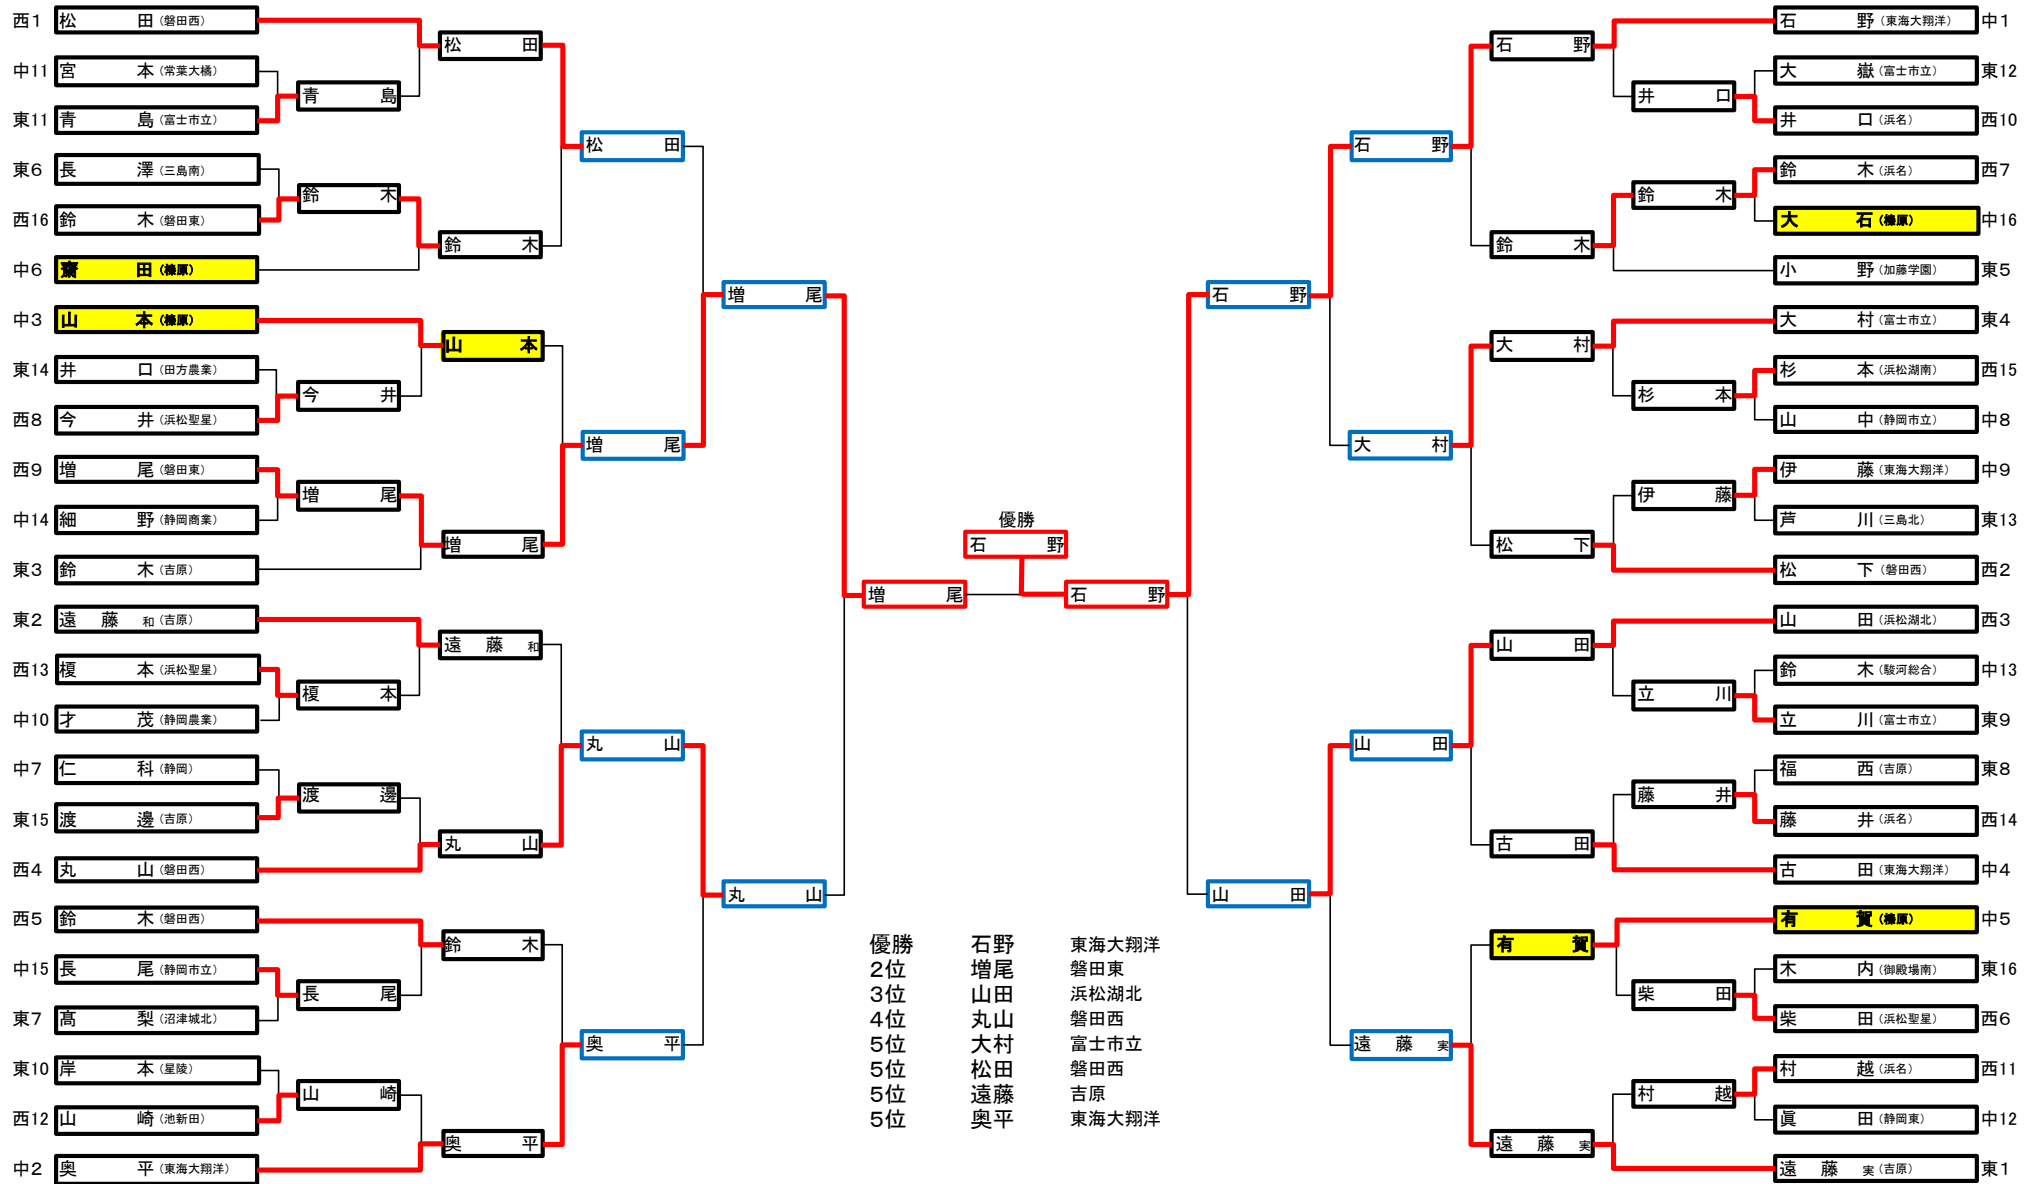 西1 松田(磐田西)
中11 宮本(常葉大橘)
東11 青島(富士市立)
東6 長澤(三島南)
西16 鈴木(磐田東)
中6 齋田(榛原)
中3 山本(榛原)
東14 井口(田方農業)
西8 今井(浜松聖星)
西9 増尾(磐田東)
中14 細野(静岡商業)
東3 鈴木(吉原)
東2 遠藤和(吉原)
西13 榎本(浜松聖星)
中10 才茂(静岡農業)
中7 仁科(静岡)
東15 渡邊(吉原)
西4 丸山(磐田西)
西5 鈴木(磐田西)
中15 長尾(静岡市立)
東7 髙梨(沼津城北)
東10 岸本(星陵)
西12 山崎(池新田)
中2 奥平(東海大翔洋)
青島
鈴木
今井
増尾
榎本
渡邊
長尾
山崎
松田
鈴木
山本
増尾
遠藤和
丸山
鈴木
奥平
松田
増尾
丸山
奥平
増尾
丸山
増尾
優勝
石野
石野
石野
山田
石野
大村
山田
遠藤実
石野
鈴木
大村
松下
山田
古田
有賀
遠藤実
井口
鈴木
杉本
伊藤
立川
藤井
柴田
村越
石野(東海大翔洋) 中1
大嶽(富士市立) 東12
井口(浜名) 西10
鈴木(浜名) 西7
大石(榛原) 中16
小野(加藤学園) 東5
大村(富士市立) 東4
杉本(浜松湖南) 西15
山中(静岡市立) 中8
伊藤(東海大翔洋) 中9
芦川(三島北) 東13
松下(磐田西) 西2
山田(浜松湖北) 西3
鈴木(駿河総合) 中13
立川(富士市立) 東9
福西(吉原) 東8
藤井(浜名) 西14
古田(東海大翔洋) 中4
有賀(榛原) 中5
木内(御殿場南) 東16
柴田(浜松聖星) 西6
村越(浜名) 西11
眞田(静岡東) 中12
遠藤実(吉原) 東1
優勝 石野 東海大翔洋
2位 増尾 磐田東
3位 山田 浜松湖北
4位 丸山 磐田西
5位 大村 富士市立
5位 松田 磐田西
5位 遠藤 吉原
5位 奥平 東海大翔洋